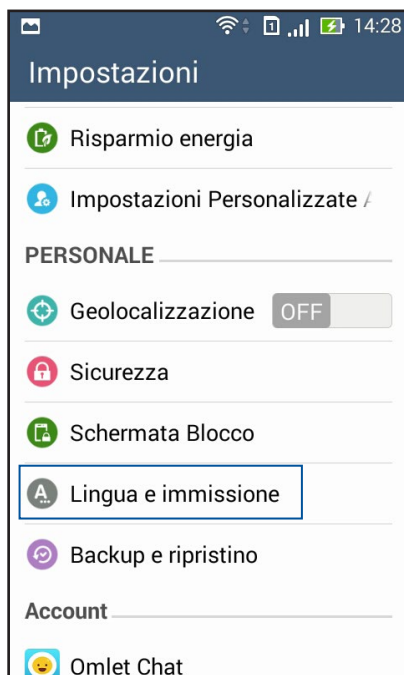 1 14:28
Impostazioni
Risparmio energia
Impostazioni Personalizzate
PERSONALE
Geolocalizzazione OFF
Sicurezza
Schermata Blocco
A Lingua e immissione
Backup e ripristino
Account
Omlet Chat